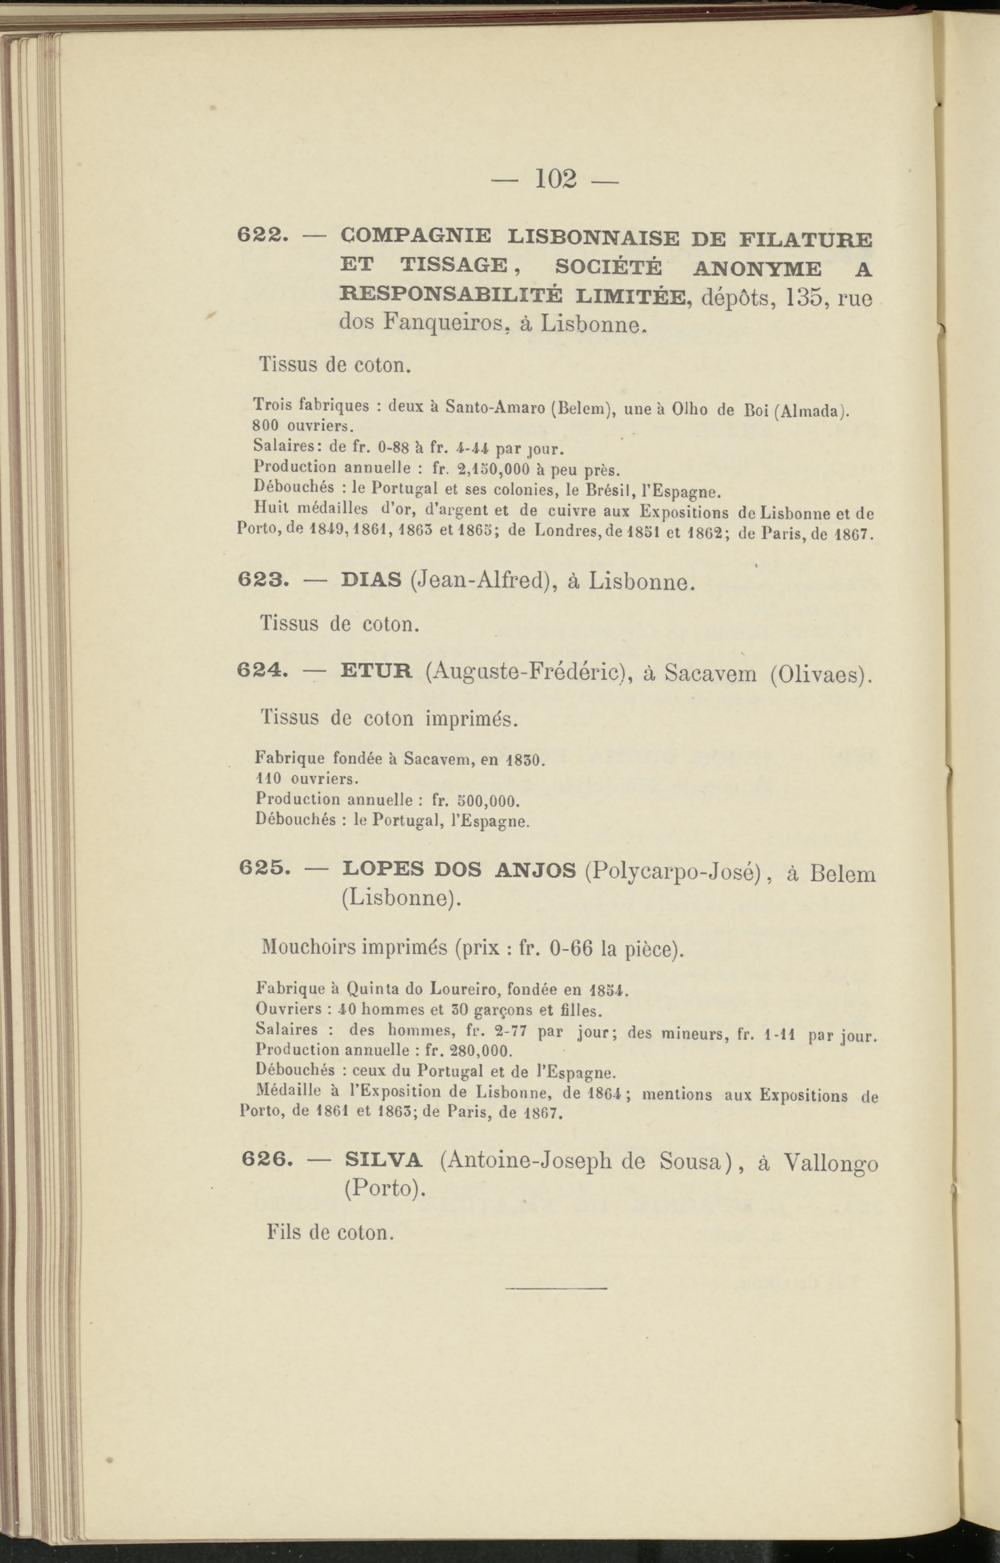 — 102 —
622. — COMPAGNIE LISBONNAISE DE FILATURE
ET TISSAGE, SOCIÉTÉ ANONYME A
RESPONSABILITÉ LIMITÉE, dépôts, 135, rue
dos Fanqueiros, à Lisbonne.
Tissus de coton.
Trois fabriques : deux à Santo-Amaro (Belem), une à Olho de Boi (Almada).
800 ouvriers.
Salaires : de fr. 0-88 à fr. 4-44 par jour.
Production annuelle : fr. 2,150,000 à peu près.
Débouchés : le Portugal et ses colonies, le Brésil, l'Espagne.
Huit médailles d'or, d'argent et de cuivre aux Expositions de Lisbonne et de
Porto, de 1849, 1861, 1863 et 1865; de Londres, de 1851 et 1862; de Paris, de 1867.
623. — DIAS (Jean-Alfred), à Lisbonne.
Tissus de coton.
624. — ETUR (Auguste-Frédéric), à Sacavem (Olivaes).
Tissus de coton imprimés.
Fabrique fondée à Sacavem, en 1830.
110 ouvriers.
Production annuelle : fr. 500,000.
Débouchés : le Portugal, l'Espagne.
625. — LOPES DOS ANJOS (Polycarpo-José), à Belem
(Lisbonne).
Mouchoirs imprimés (prix : fr. 0-66 la pièce).
Fabrique à Quinta do Loureiro, fondée en 1854.
Ouvriers : 40 hommes et 30 garçons et filles.
Salaires : des hommes, fr. 2-77 par jour; des mineurs, fr. 1-11 par jour.
Production annuelle : fr. 280,000.
Débouchés : ceux du Portugal et de l'Espagne.
Médaille à l'Exposition de Lisbonne, de 1864; mentions aux Expositions de
Porto, de 1861 et 1863; de Paris, de 1867.
626. — SILVA (Antoine-Joseph de Sousa), à Vallongo
(Porto).
Fils de coton.